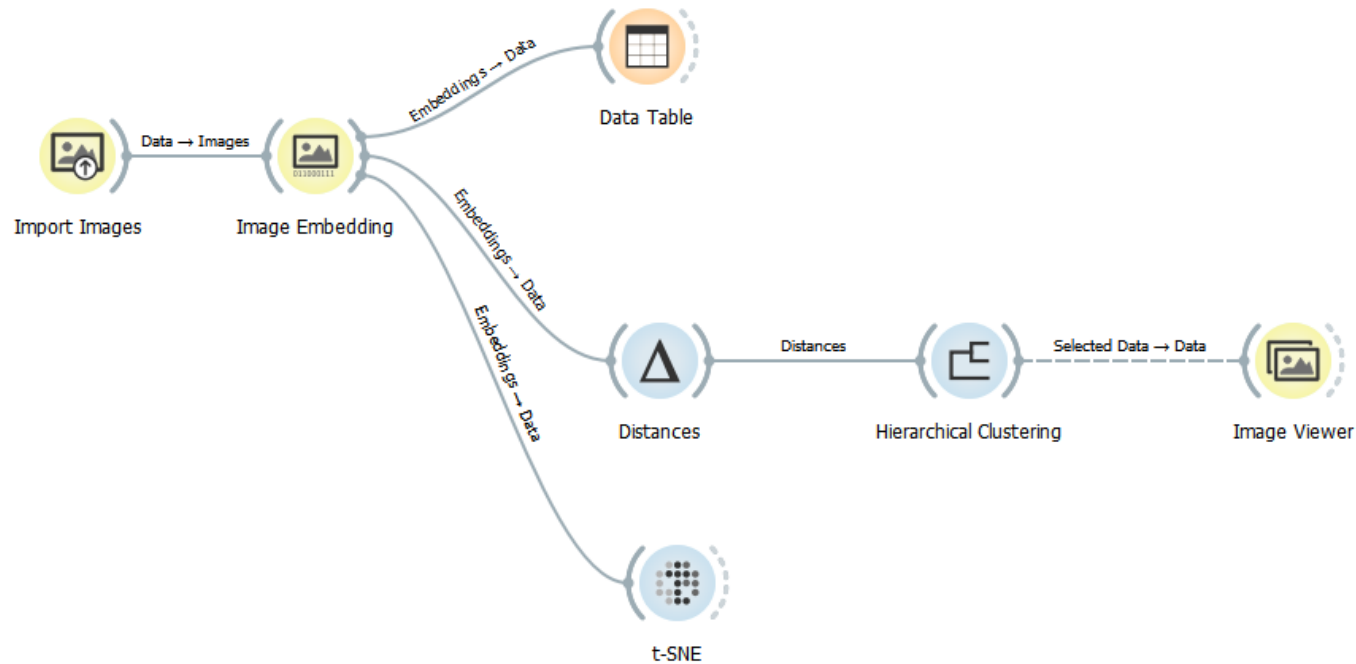 Embeddings → Data
Data Table
Data → Images
011000111
Import Images
Image Embedding
Embeddings → Data
Distances
Selected Data → Data
Distances
Hierarchical Clustering
Image Viewer
Embeddings → Data
t-SNE